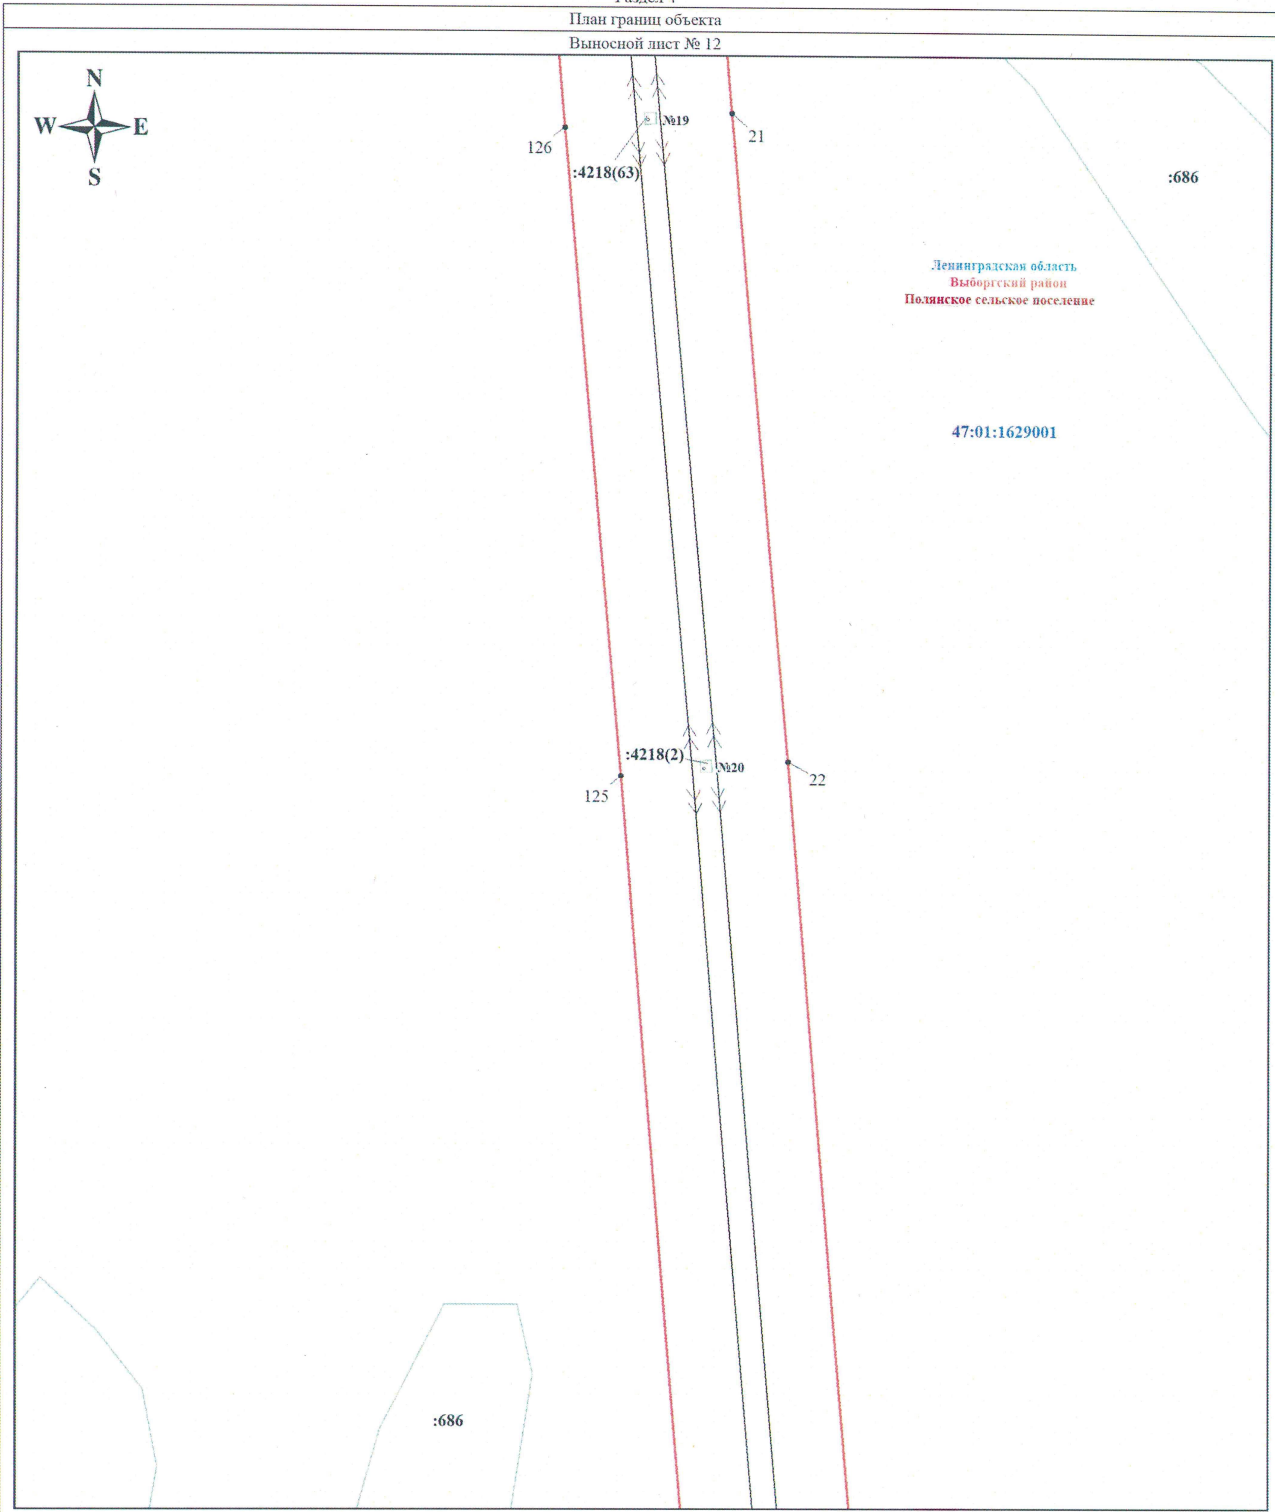 План границ объекта
Выносной лист № 12
N
W E
S
№19
126
21
:4218(63)
:686
Ленинградская область
Выборгский район
Полянское сельское поселение
47:01:1629001
:4218(2)
№20
125
22
:686